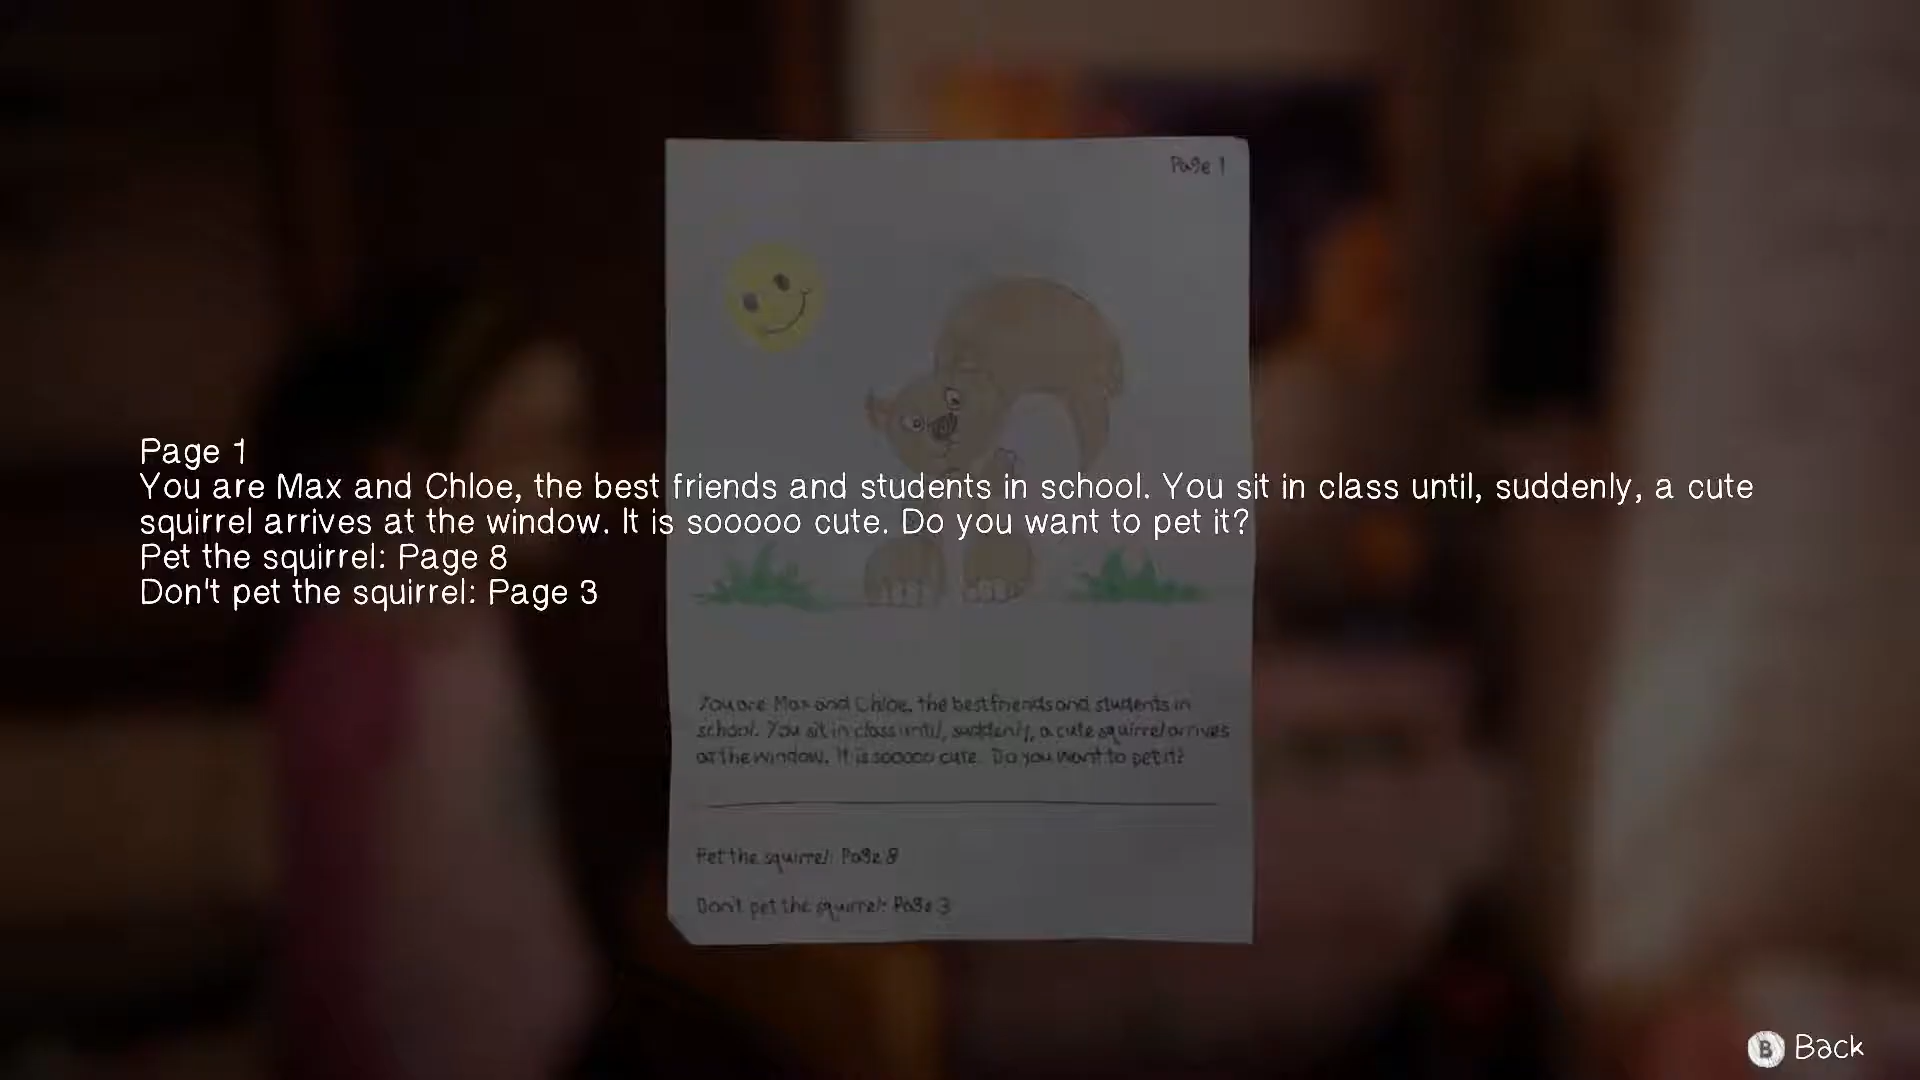 Page 1
Page 1
You are Max and Chloe, the best friends and students in school. You sit in class until, suddenly, a cute
squirrel arrives at the window. It is sooooo cute. Do you want to pet it?
Pet the squirrel: Page 8
Don't pet the squirrel: Page 3
You are Max and Chloe, the best friends and students in
school. You sit in class until, suddenly, a cute squirrel arrives
at the window. It is sooooo cute. Do you want to pet it?
Pet the squirrel: Page 8
Don't pet the squirrel: Page 3
B Back